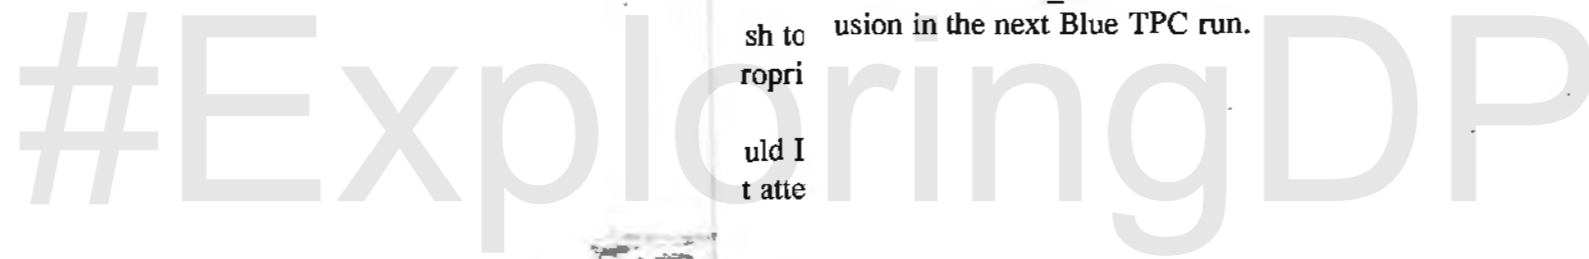 usion in the next Blue TPC run.
sh to
ropri
uld I
t atte
#ExploringDP